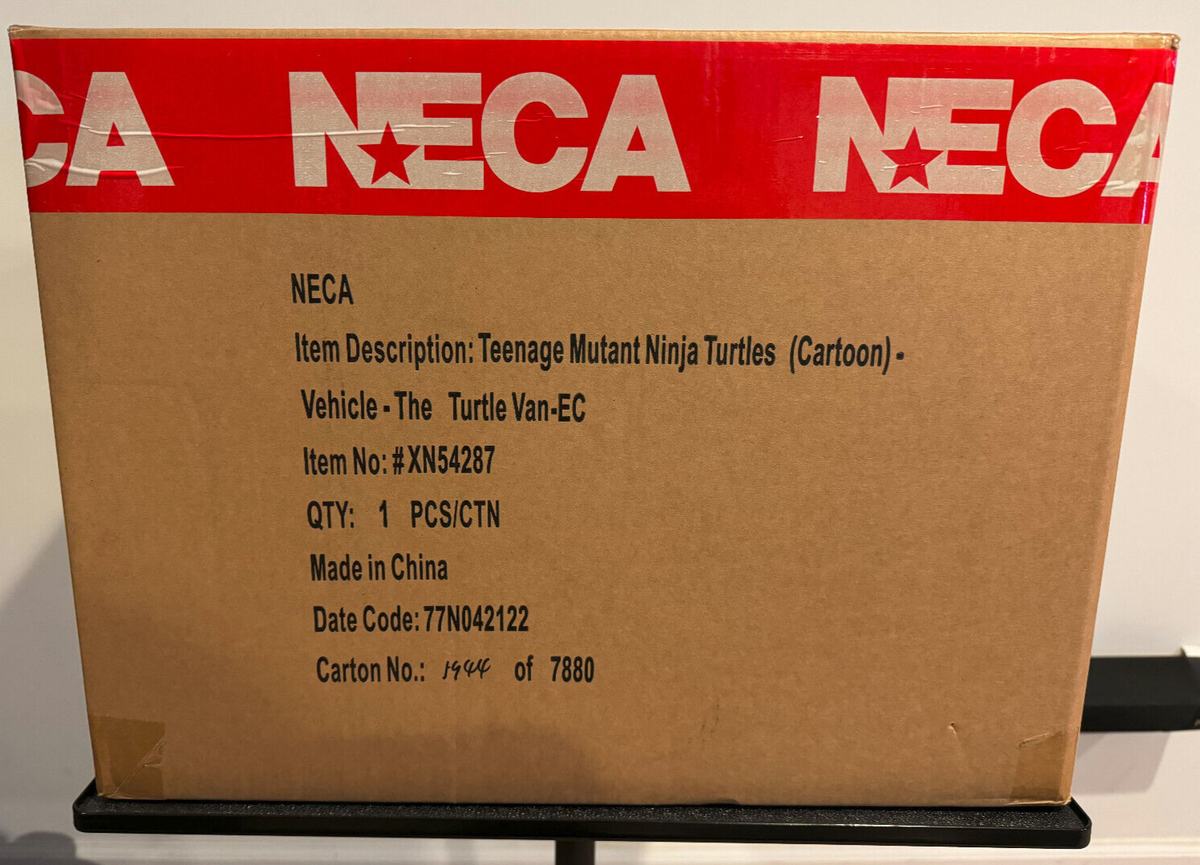 CA NECA NECA
NECA
Item Description: Teenage Mutant Ninja Turtles (Cartoon) -
Vehicle - The Turtle Van-EC
Item No: #XN54287
QTY: 1 PCS/CTN
Made in China
Date Code: 77N042122
Carton No.: 1944 of 7880